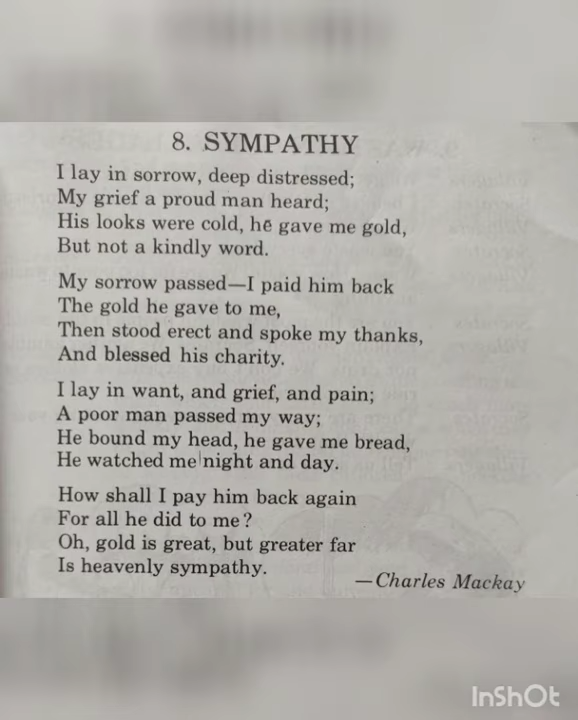 8. SYMPATHY
I lay in sorrow, deep distressed;
My grief a proud man heard;
His looks were cold, he gave me gold,
But not a kindly word.
My sorrow passed—I paid him back
The gold he gave to me,
Then stood erect and spoke my thanks,
And blessed his charity.
I lay in want, and grief, and pain;
A poor man passed my way;
He bound my head, he gave me bread,
He watched me night and day.
How shall I pay him back again
For all he did to me?
Oh, gold is great, but greater far
Is heavenly sympathy.
—Charles Mackay
InShOt